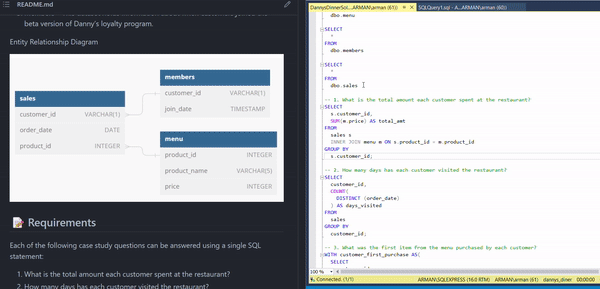 README.md
beta version of Danny's loyalty program.
Entity Relationship Diagram
members
customer_id VARCHAR(1)
join_date TIMESTAMP
sales
customer_id VARCHAR(1)
order_date DATE
product_id INTEGER
menu
product_id INTEGER
product_name VARCHAR(5)
price INTEGER
Requirements
Each of the following case study questions can be answered using a single SQL
statement:
1. What is the total amount each customer spent at the restaurant?
2. How many days has each customer visited the restaurant?
DannysDinnerSqL... ARMAN\arman (61))
SQLQuery1.sql - A...ARMAN\arman (60))
dbo.menu
SELECT
*
FROM
dbo.members
SELECT
*
FROM
dbo.sales
-- 1. What is the total amount each customer spent at the restaurant?
SELECT
s.customer_id,
SUM(m.price) AS total_amt
FROM
sales s
INNER JOIN menu m ON s.product_id = m.product_id
GROUP BY
s.customer_id;
-- 2. How many days has each customer visited the restaurant?
SELECT
customer_id,
COUNT(
DISTINCT (order_date)
) AS days_visited
FROM
sales
GROUP BY
customer_id;
-- 3. What was the first item from the menu purchased by each customer?
WITH customer_first_purchase AS(
SELECT
100 %
Connected. (1/1)
ARMAN\SQLEXPRESS (16.0 RTM)
ARMAN\arman (61)
dannys_diner
00:00:00